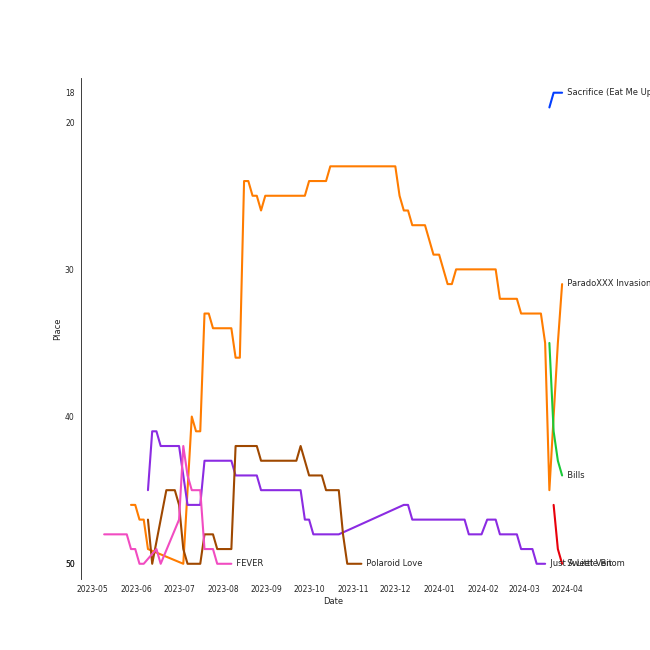 18
Sacrifice (Eat Me Up
20
30
ParadoXXX Invasion
Place
40
Bills
50
FEVER
Polaroid Love
Just A Little Bit
Sweet Venom
2023-05
2023-06
2023-07
2023-08
2023-09
2023-10
2023-11
2023-12
2024-01
2024-02
2024-03
2024-04
Date